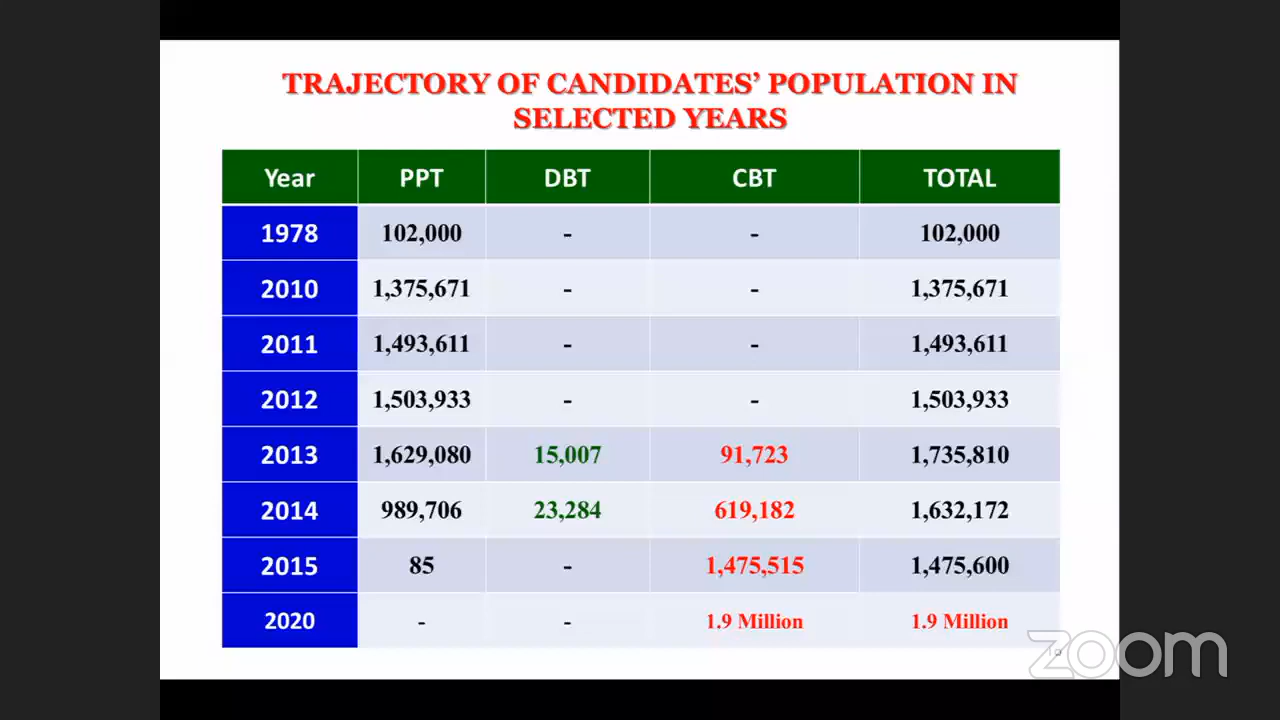 TRAJECTORY OF CANDIDATES’ POPULATION IN
SELECTED YEARS
Year PPT DBT CBT TOTAL
1978 102,000 - - 102,000
2010 1,375,671 - - 1,375,671
2011 1,493,611 - - 1,493,611
2012 1,503,933 - - 1,503,933
2013 1,629,080 15,007 91,723 1,735,810
2014 989,706 23,284 619,182 1,632,172
2015 85 - 1,475,515 1,475,600
2020 - - 1.9 Million 1.9 Million
zoom